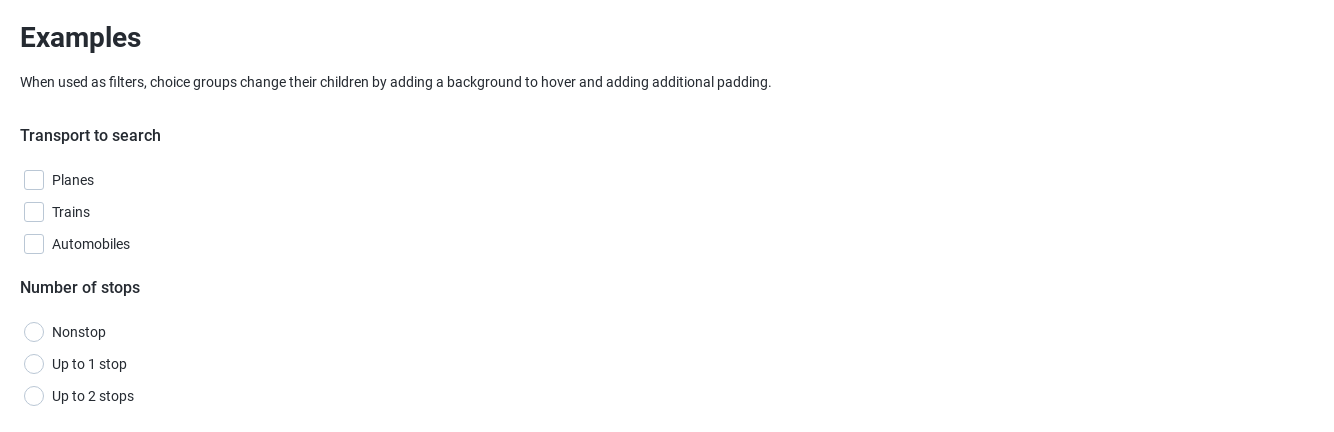 Examples
When used as filters, choice groups change their children by adding a background to hover and adding additional padding.
Transport to search
Planes
Trains
Automobiles
Number of stops
Nonstop
Up to 1 stop
Up to 2 stops